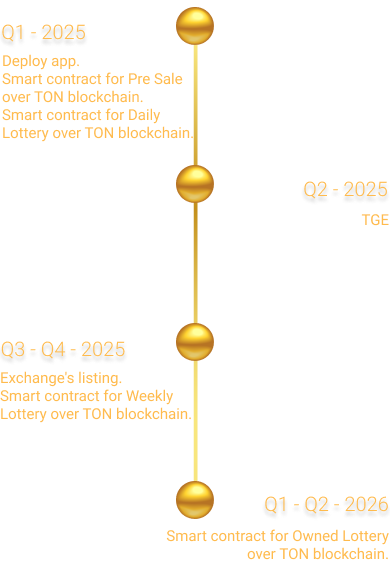 Q1 - 2025
Deploy app.
Smart contract for Pre Sale
over TON blockchain.
Smart contract for Daily
Lottery over TON blockchain.
Q2 - 2025
TGE
Q3 - Q4 - 2025
Exchange's listing.
Smart contract for Weekly
Lottery over TON blockchain.
Q1 - Q2 - 2026
Smart contract for Owned Lottery
over TON blockchain.